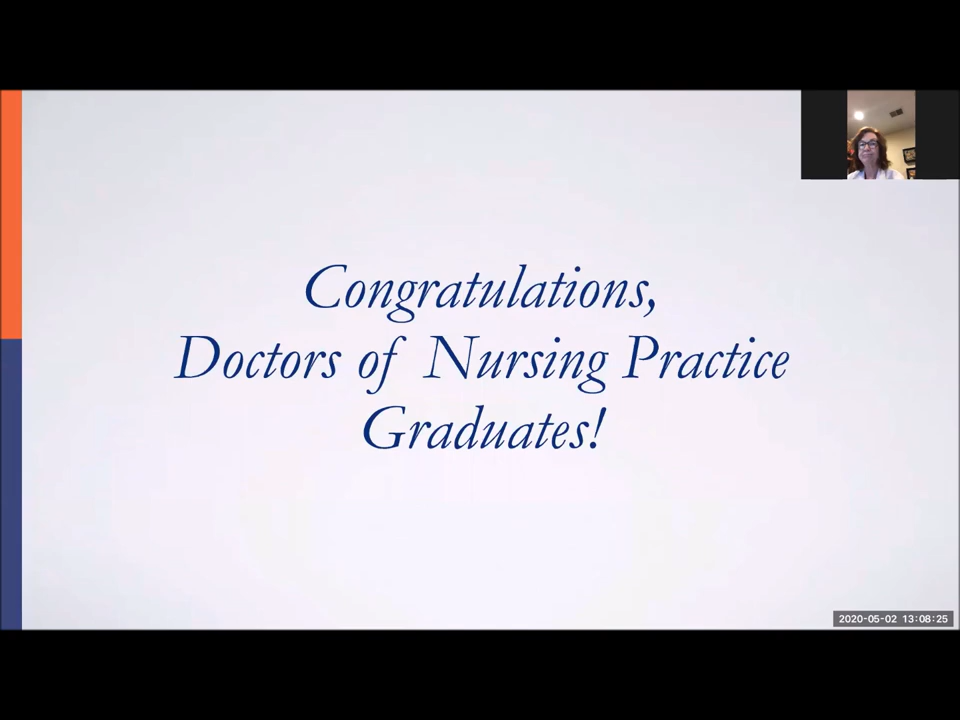 Congratulations,
Doctors of Nursing Practice
Graduates!
2020-05-02 13:08:25